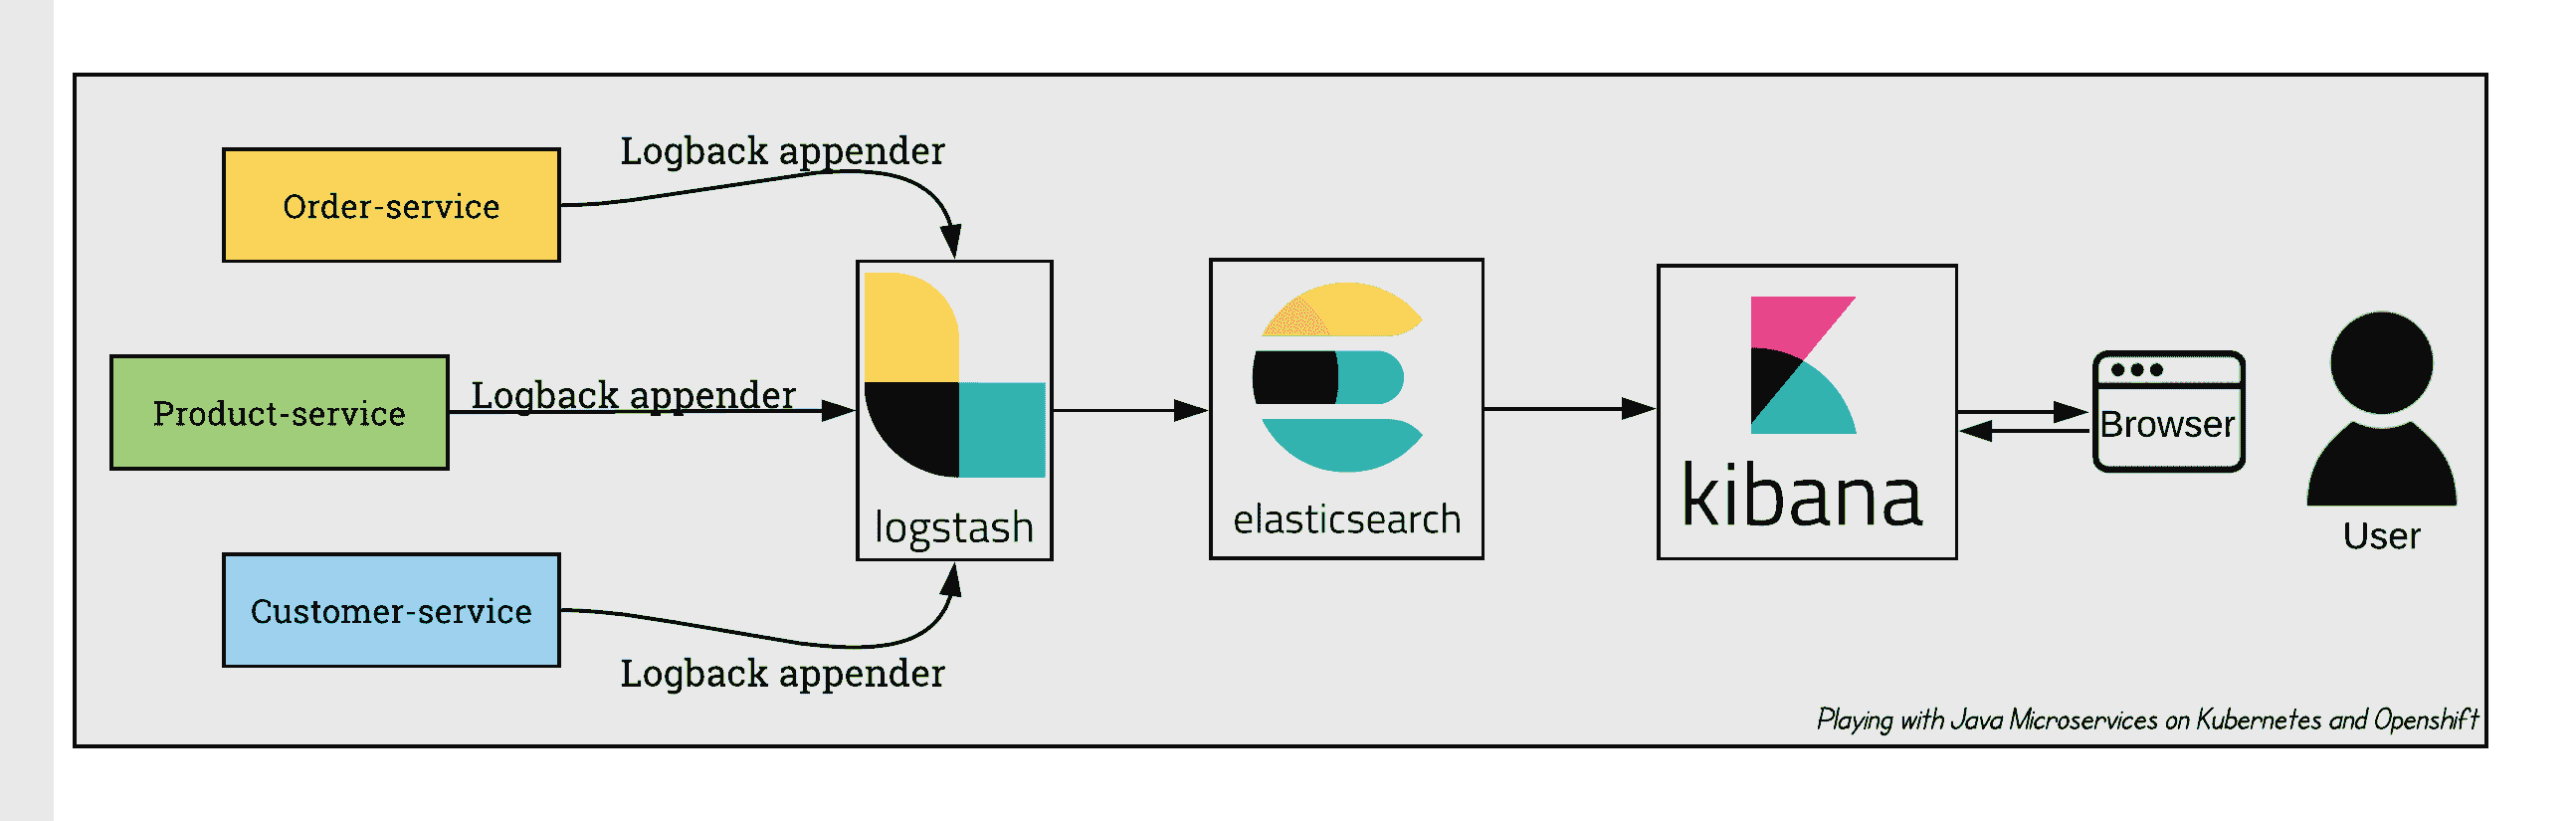 Logback appender
Order-service
Logback appender
Product-service
logstash
elasticsearch
kibana
Browser
User
Customer-service
Logback appender
Playing with Java Microservices on Kubernetes and Openshift